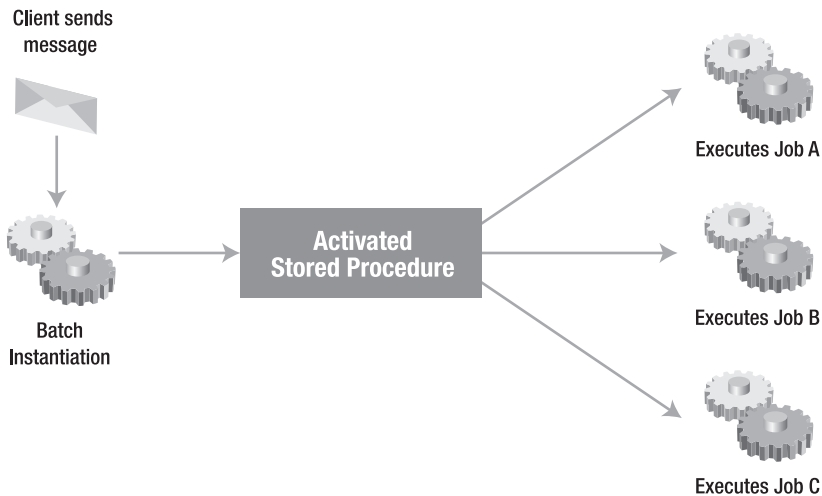 Client sends
message
Batch
Instantiation
Activated
Stored Procedure
Executes Job A
Executes Job B
Executes Job C